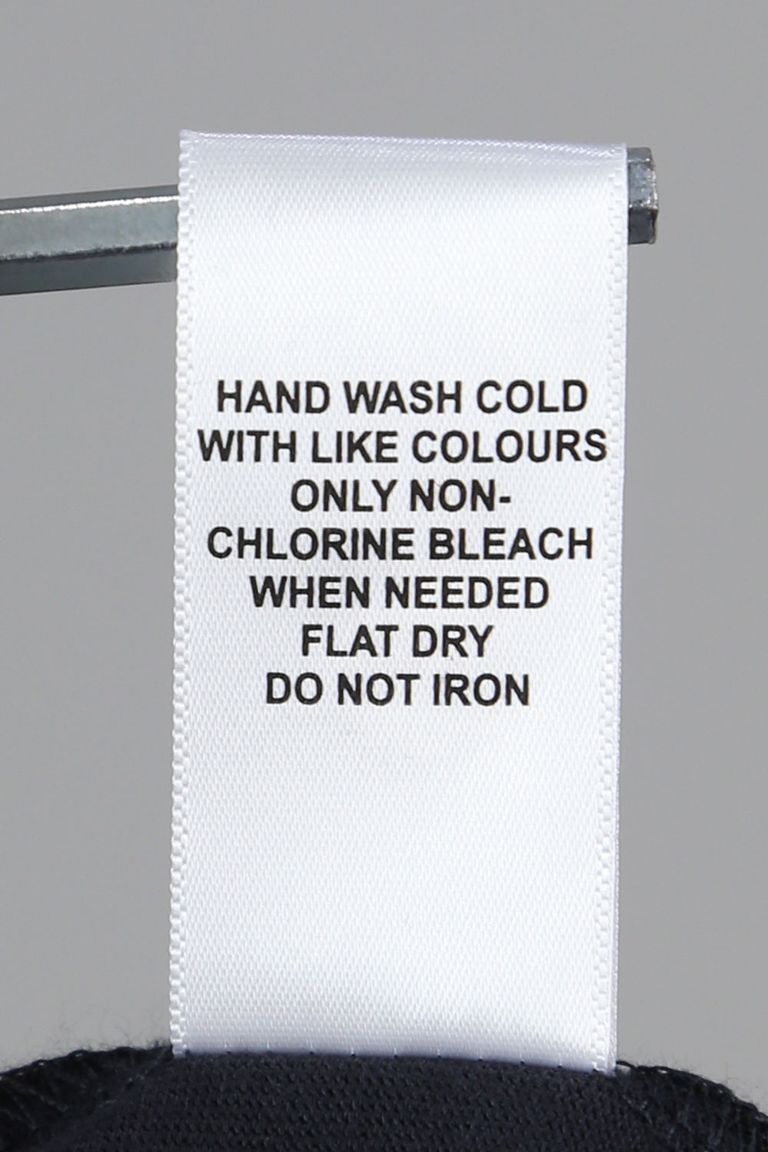 HAND WASH COLD
WITH LIKE COLOURS
ONLY NON-
CHLORINE BLEACH
WHEN NEEDED
FLAT DRY
DO NOT IRON